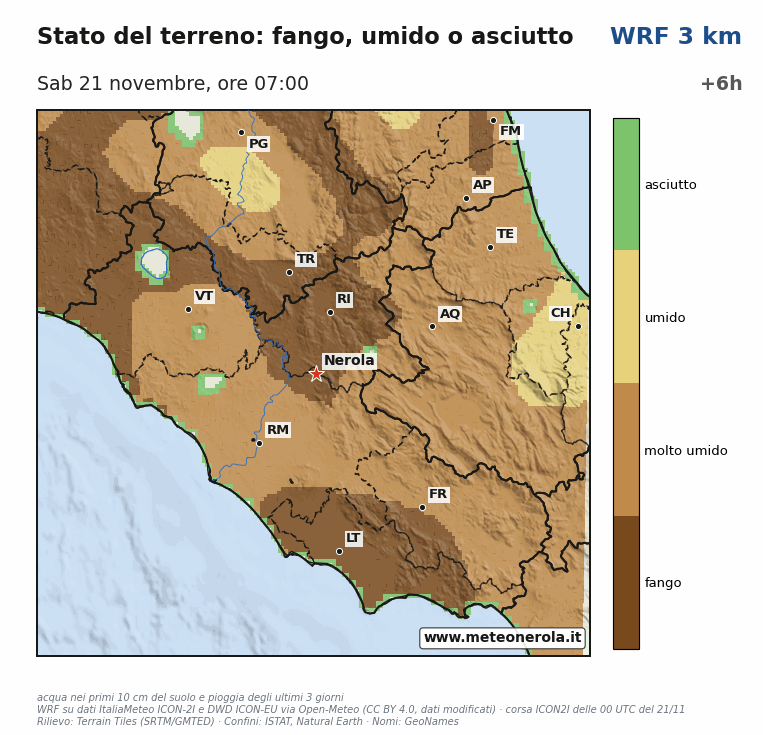 Stato del terreno: fango, umido o asciutto
WRF 3 km
Sab 21 novembre, ore 07:00
+6h
FM
PG
asciutto
AP
TE
TR
VT
RI
umido
AQ
CH
Nerola
RM
molto umido
FR
LT
fango
www.meteonerola.it
acqua nei primi 10 cm del suolo e pioggia degli ultimi 3 giorni
WRF su dati ItaliaMeteo ICON-2I e DWD ICON-EU via Open-Meteo (CC BY 4.0, dati modificati) · corsa ICON2I delle 00 UTC del 21/11
Rilievo: Terrain Tiles (SRTM/GMTED) · Confini: ISTAT, Natural Earth · Nomi: GeoNames